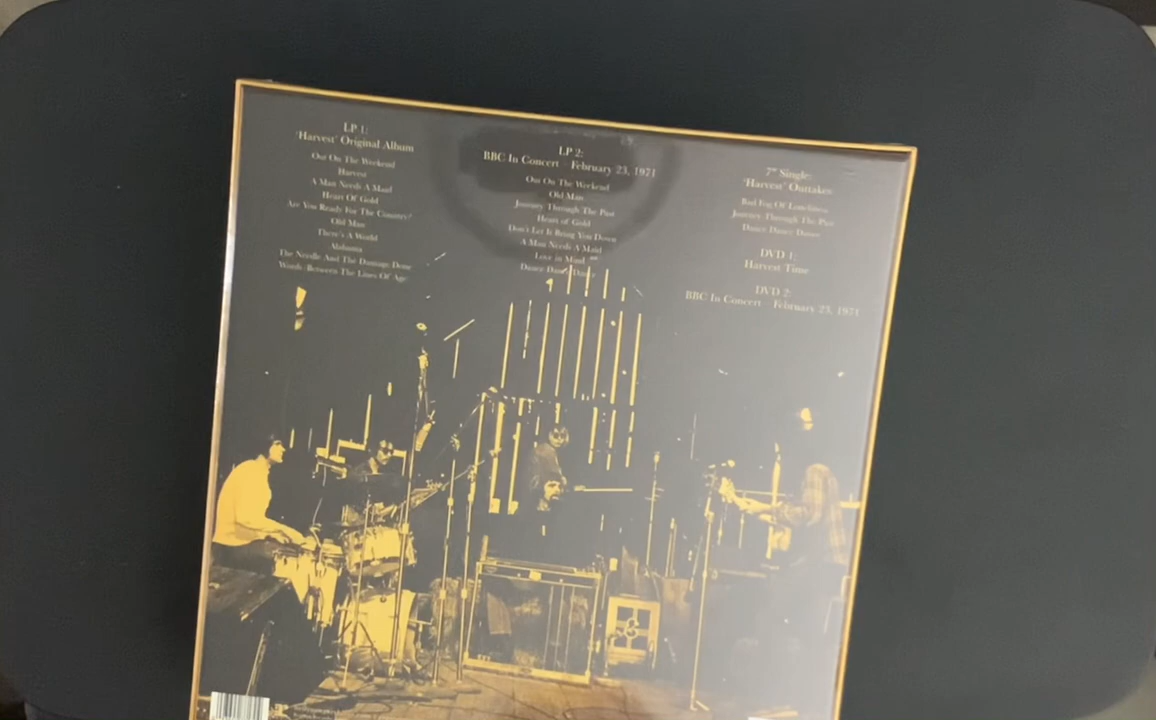 LP 1:
'Harvest' Original Album
Out On The Weekend
Harvest
A Man Needs A Maid
Heart Of Gold
Are You Ready For The Country?
Old Man
There's A World
Alabama
The Needle And The Damage Done
Words (Between The Lines Of Age)
LP 2:
BBC In Concert – February 23, 1971
Out On The Weekend
Old Man
Journey Through The Past
Heart of Gold
Don't Let It Bring You Down
A Man Needs A Maid
Love in Mind
Dance Dance Dance
7" Single:
'Harvest' Outtakes
Bad Fog Of Loneliness
Journey Through The Past
Dance Dance Dance
DVD 1:
Harvest Time
DVD 2:
BBC In Concert – February 23, 1971